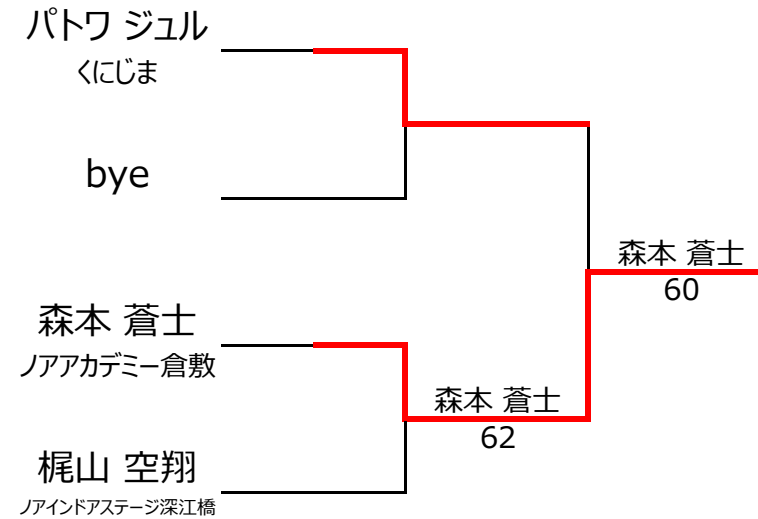 パトワ ジュル
くにじま
bye
森本 蒼士
60
森本 蒼士
ノアアカデミー倉敷
森本 蒼士
62
梶山 空翔
ノアインドアステージ深江橋